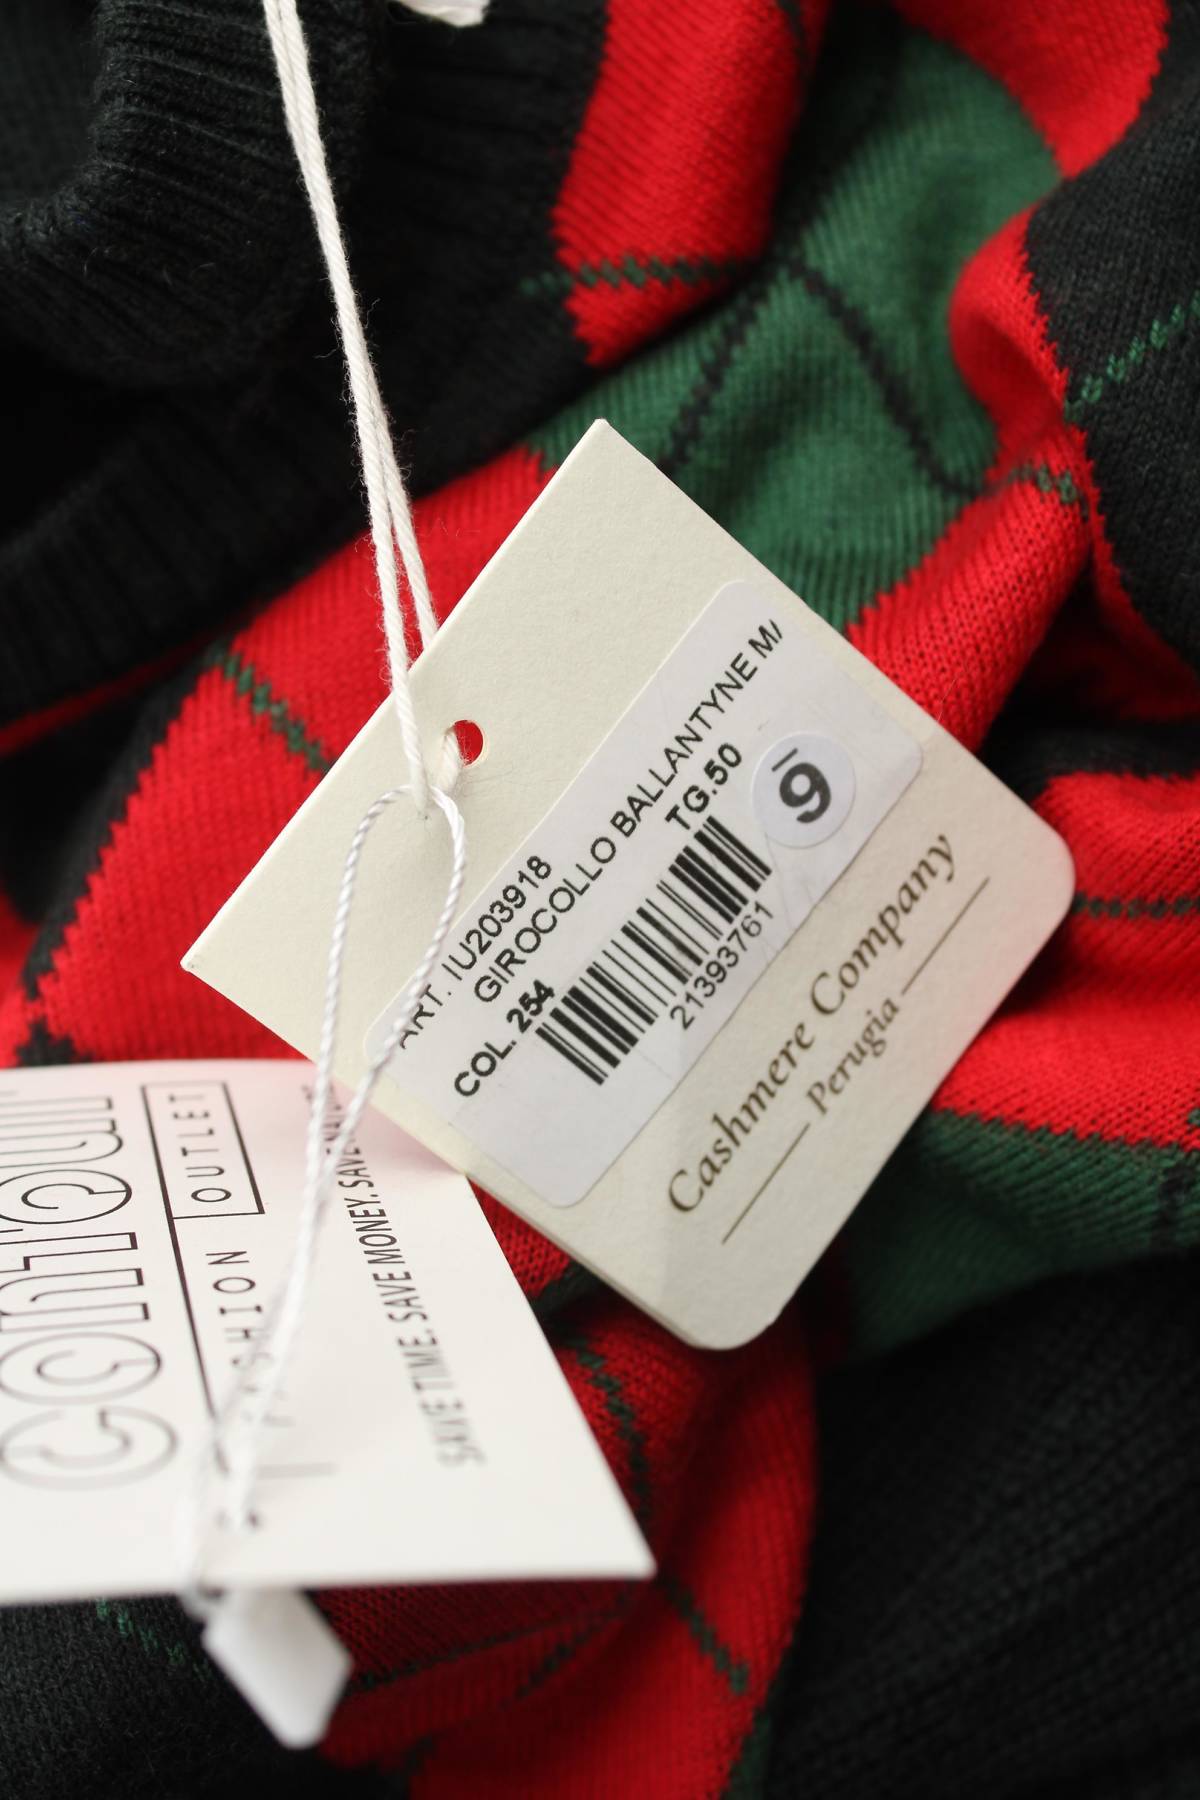 ART. IU203918
GIROCOLLO BALLANTYNE M/
COL. 254
TG.50
21393761
9
Cashmere Company
Perugia
contour
FASHION OUTLET
SAVE TIME. SAVE MONEY. SAVE